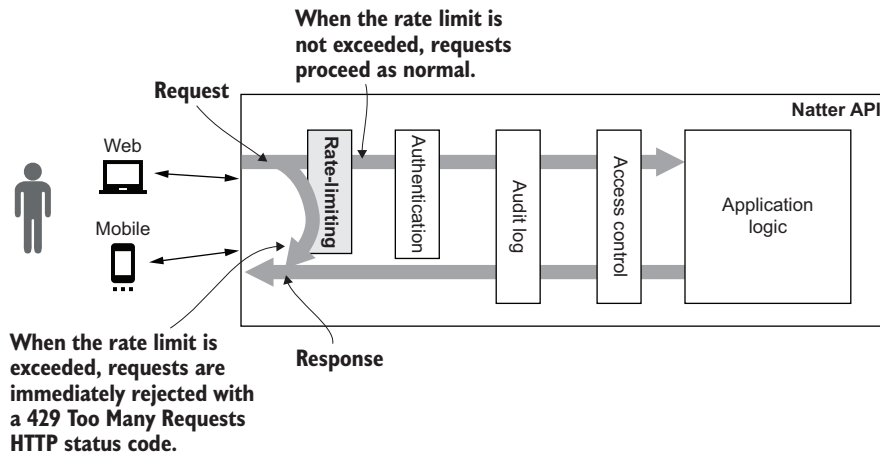 When the rate limit is
not exceeded, requests
proceed as normal.
Request
Natter API
Web
Mobile
Rate-limiting
Authentication
Audit log
Access control
Application
logic
When the rate limit is
exceeded, requests are
immediately rejected with
a 429 Too Many Requests
HTTP status code.
Response